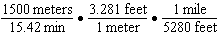 1500 meters • 3.281 feet • 1 mile
15.42 min 1 meter 5280 feet